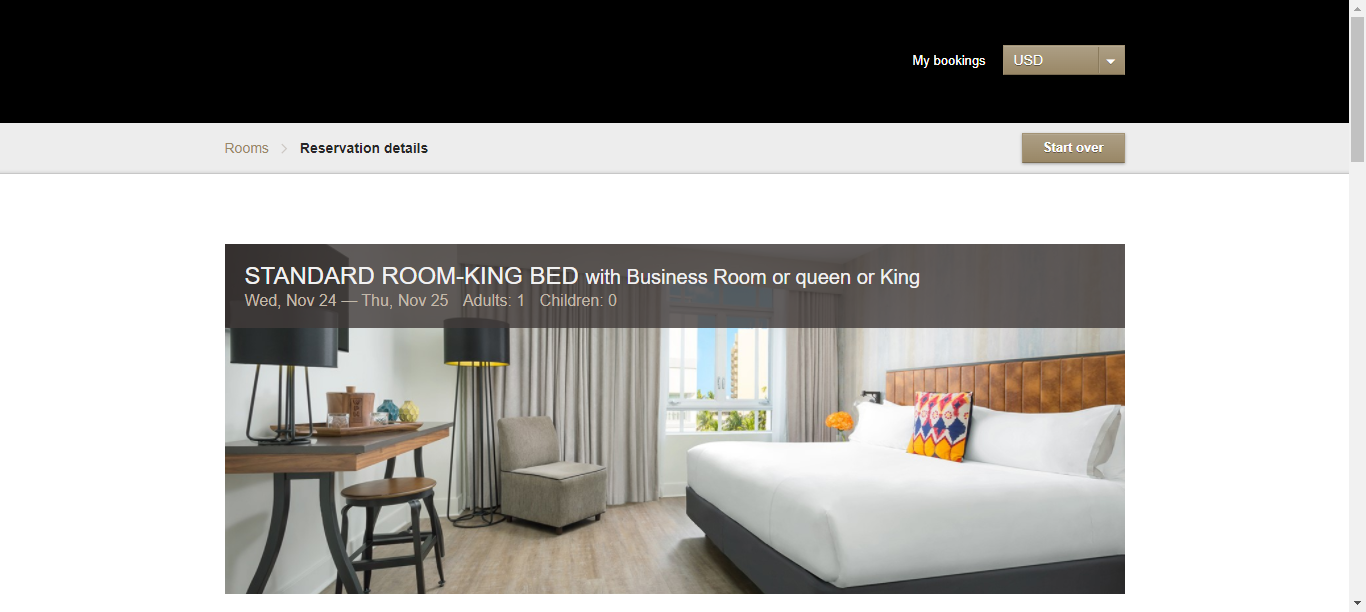 My bookings USD
Rooms Reservation details Start over
STANDARD ROOM-KING BED with Business Room or queen or King
Wed, Nov 24 — Thu, Nov 25 Adults: 1 Children: 0